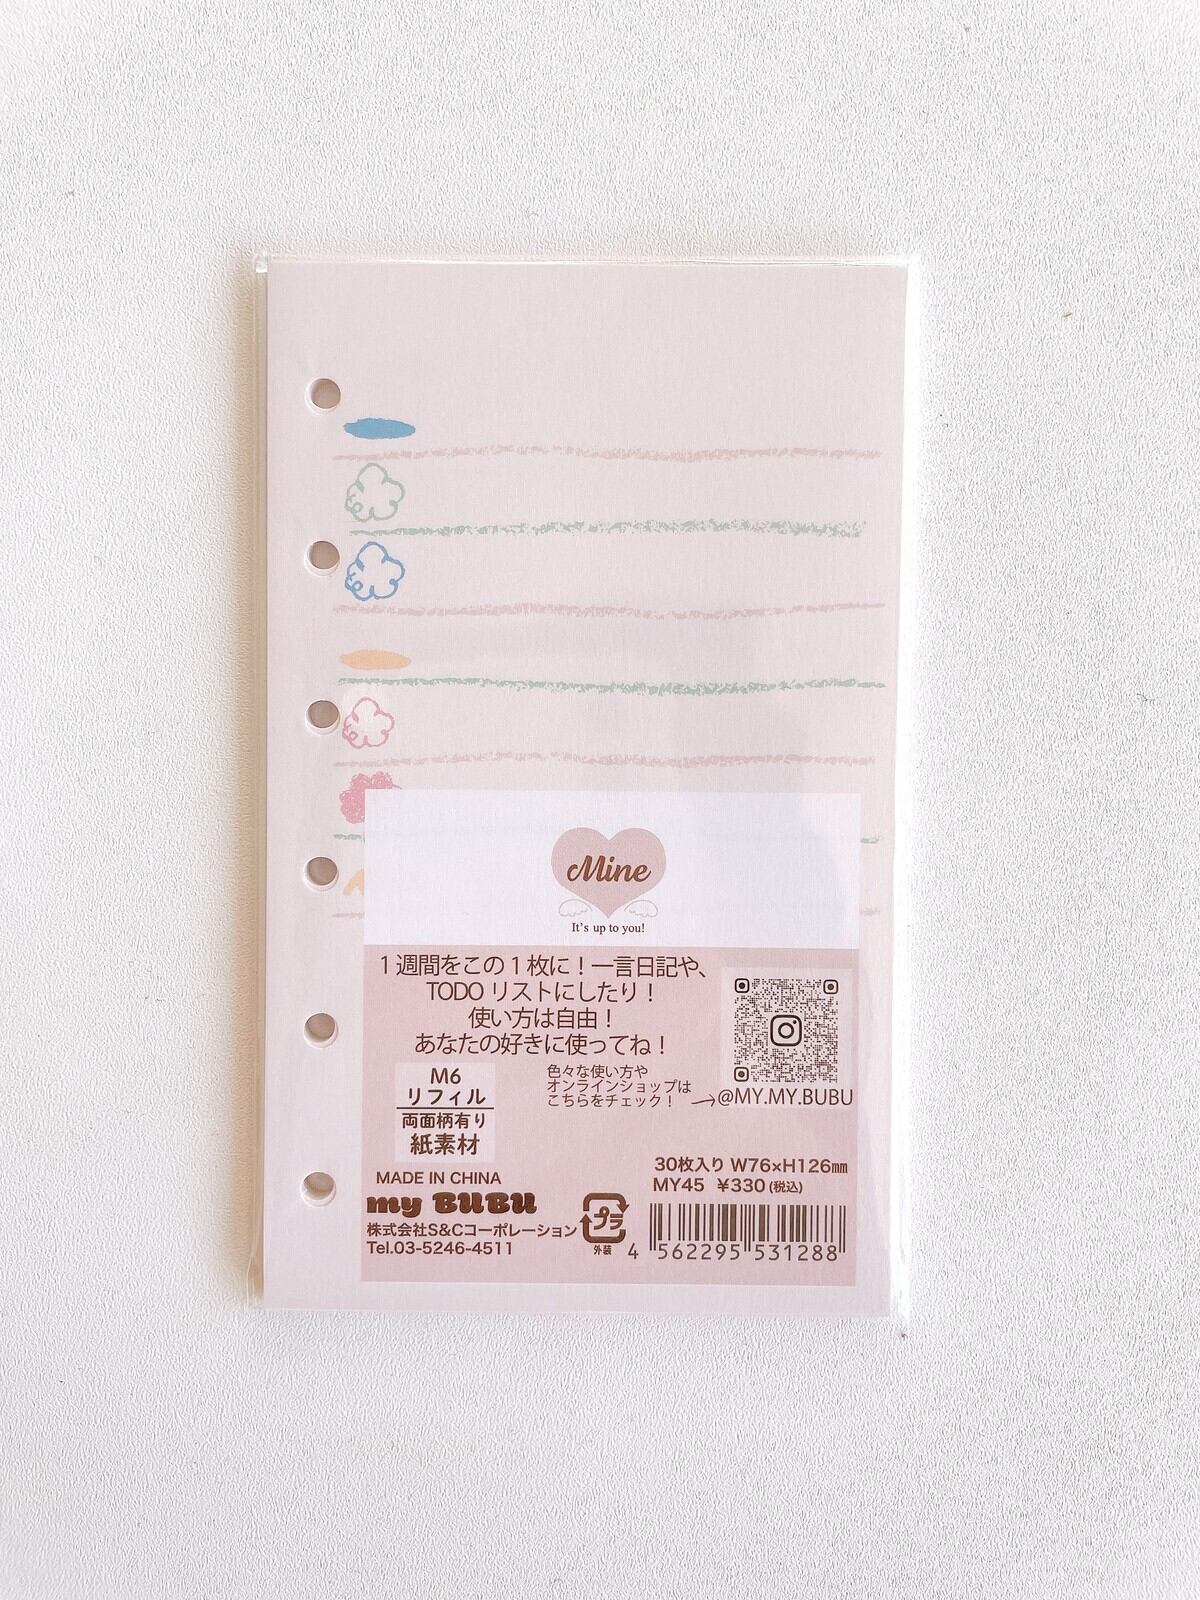 Mine
It's up to you!
1週間をこの1枚に！一言日記や、
TODO リストにしたり！
使い方は自由！
あなたの好きに使ってね！
色々な使い方や
オンラインショップは
こちらをチェック！
@MY.MY.BUBU
M6
リフィル
両面柄有り
紙素材
30枚入り W76×H126㎜
MY45 ¥330(税込)
MADE IN CHINA
my BUBU
株式会社S&Cコーポレーション
Tel.03-5246-4511
プラ
外装
4 562295 531288